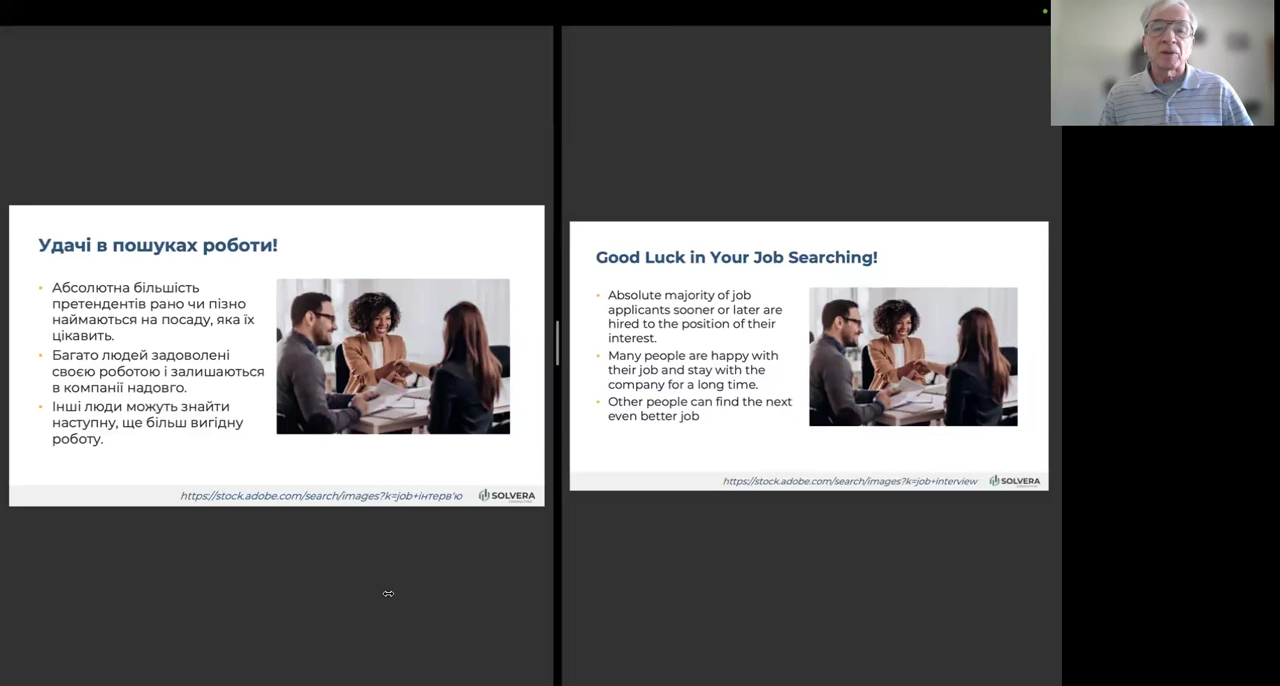 Удачі в пошуках роботи!
• Абсолютна більшість
претендентів рано чи пізно
наймаються на посаду, яка їх
цікавить.
• Багато людей задоволені
своєю роботою і залишаються
в компанії надовго.
• Інші люди можуть знайти
наступну, ще більш вигідну
роботу.
https://stock.adobe.com/search/images?k=job+інтерв'ю
SOLVERA
Good Luck in Your Job Searching!
• Absolute majority of job
applicants sooner or later are
hired to the position of their
interest.
• Many people are happy with
their job and stay with the
company for a long time.
• Other people can find the next
even better job
https://stock.adobe.com/search/images?k=job+interview
SOLVERA